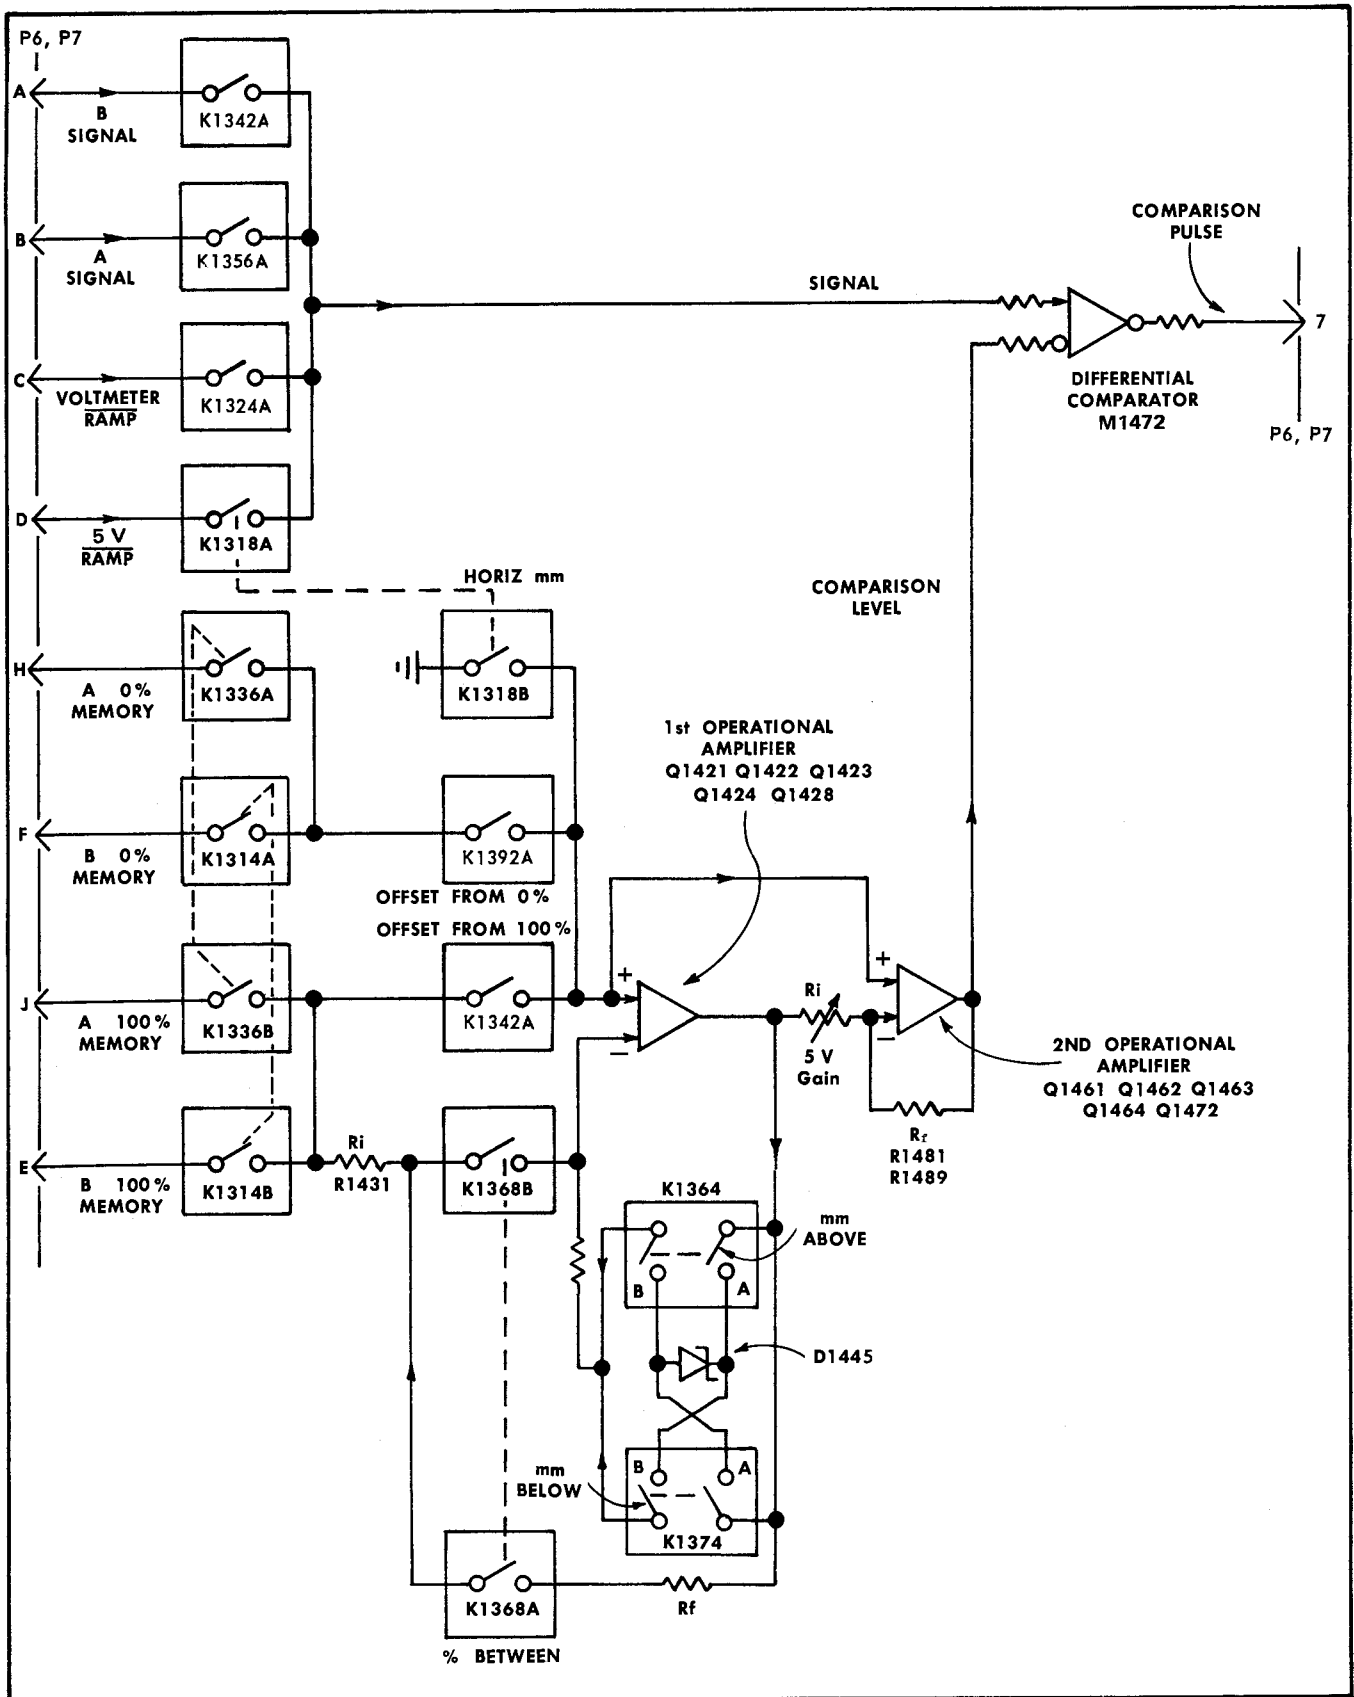 P6, P7
A
B
SIGNAL
K1342A
B
A
SIGNAL
K1356A
C
VOLTMETER
RAMP
K1324A
D
5 V
RAMP
K1318A
SIGNAL
COMPARISON
PULSE
7
DIFFERENTIAL
COMPARATOR
M1472
P6, P7
HORIZ mm
K1318B
COMPARISON
LEVEL
H
A 0%
MEMORY
K1336A
F
B 0%
MEMORY
K1314A
K1392A
OFFSET FROM 0%
OFFSET FROM 100%
1st OPERATIONAL
AMPLIFIER
Q1421 Q1422 Q1423
Q1424 Q1428
J
A 100%
MEMORY
K1336B
K1342A
+
−
Ri
5 V
Gain
+
−
2ND OPERATIONAL
AMPLIFIER
Q1461 Q1462 Q1463
Q1464 Q1472
Rf
R1481
R1489
E
B 100%
MEMORY
K1314B
Ri
R1431
K1368B
K1364
B
A
mm
ABOVE
D1445
mm
BELOW
B
A
K1374
K1368A
Rf
% BETWEEN